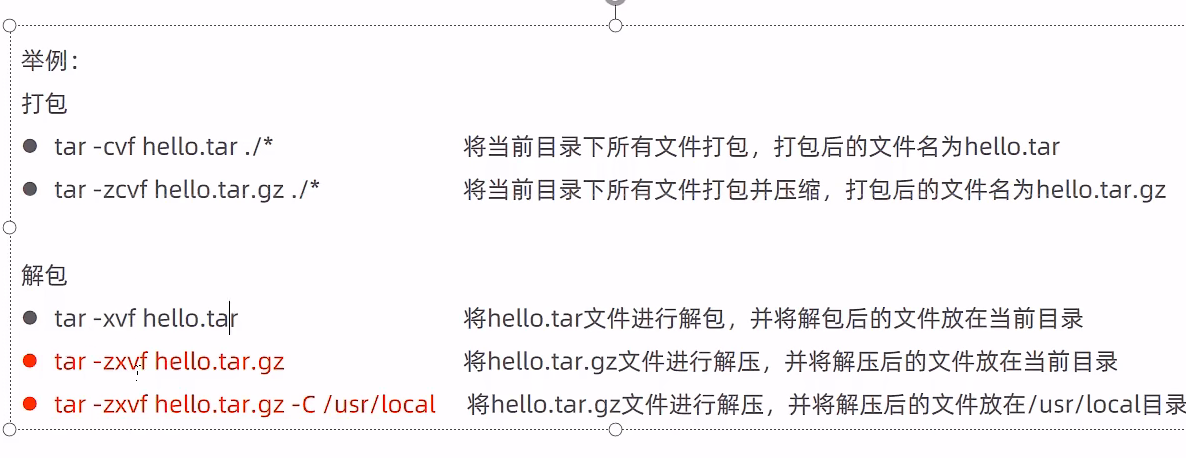 举例：
打包
● tar -cvf hello.tar ./* 将当前目录下所有文件打包，打包后的文件名为hello.tar
● tar -zcvf hello.tar.gz ./* 将当前目录下所有文件打包并压缩，打包后的文件名为hello.tar.gz
解包
● tar -xvf hello.tar 将hello.tar文件进行解包，并将解包后的文件放在当前目录
● tar -zxvf hello.tar.gz 将hello.tar.gz文件进行解压，并将解压后的文件放在当前目录
● tar -zxvf hello.tar.gz -C /usr/local 将hello.tar.gz文件进行解压，并将解压后的文件放在/usr/local目录